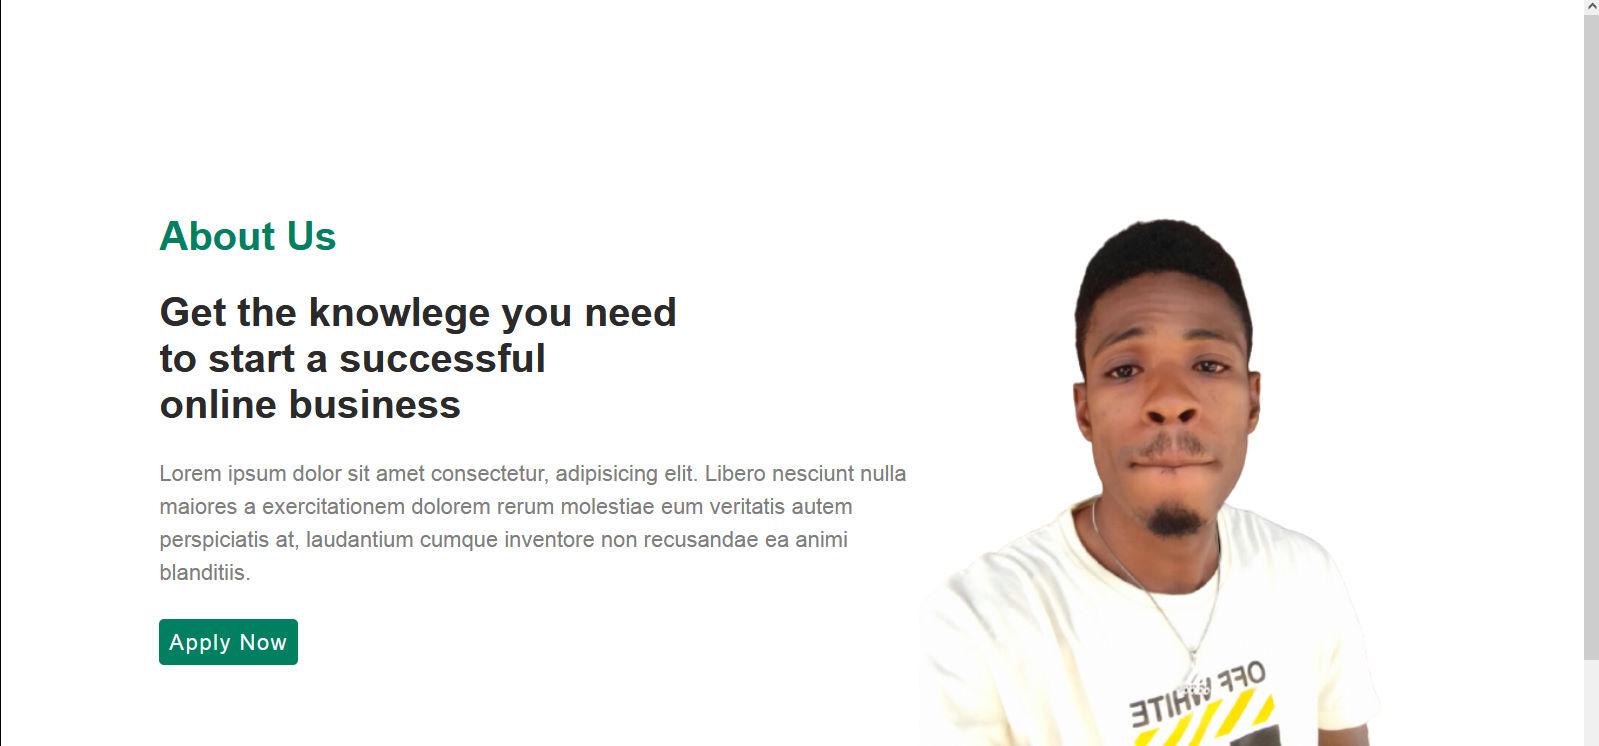 About Us
Get the knowlege you need
to start a successful
online business
Lorem ipsum dolor sit amet consectetur, adipisicing elit. Libero nesciunt nulla
maiores a exercitationem dolorem rerum molestiae eum veritatis autem
perspiciatis at, laudantium cumque inventore non recusandae ea animi
blanditiis.
Apply Now
OFF WHITE